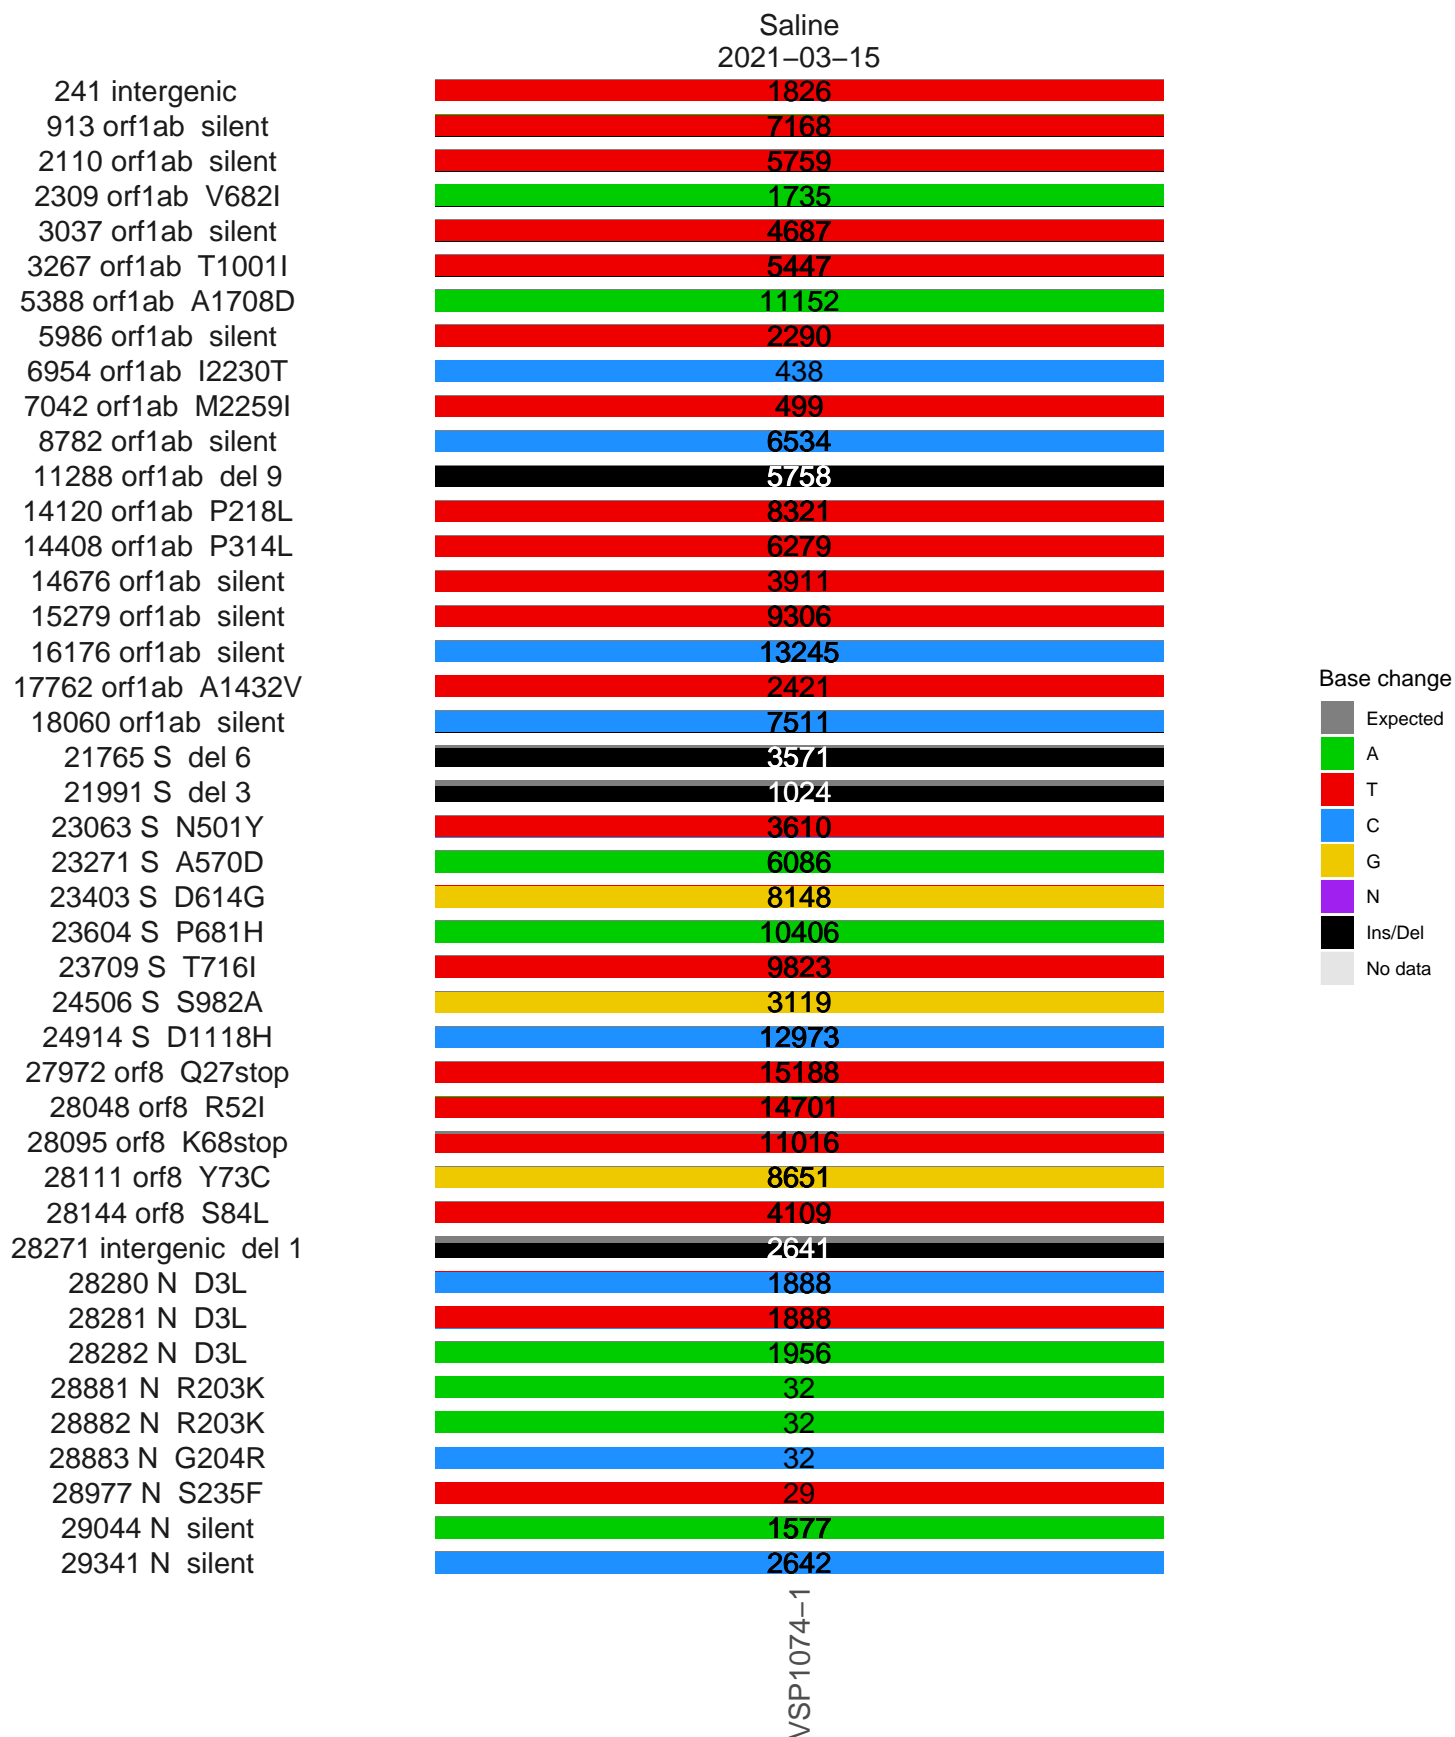 Saline
2021−03−15
241 intergenic 1826
913 orf1ab silent 7168
2110 orf1ab silent 5759
2309 orf1ab V682I 1735
3037 orf1ab silent 4687
3267 orf1ab T1001I 5447
5388 orf1ab A1708D 11152
5986 orf1ab silent 2290
6954 orf1ab I2230T 438
7042 orf1ab M2259I 499
8782 orf1ab silent 6534
11288 orf1ab del 9 5758
14120 orf1ab P218L 8321
14408 orf1ab P314L 6279
14676 orf1ab silent 3911
15279 orf1ab silent 9306
16176 orf1ab silent 13245
17762 orf1ab A1432V 2421
18060 orf1ab silent 7511
21765 S del 6 3571
21991 S del 3 1024
23063 S N501Y 3610
23271 S A570D 6086
23403 S D614G 8148
23604 S P681H 10406
23709 S T716I 9823
24506 S S982A 3119
24914 S D1118H 12973
27972 orf8 Q27stop 15188
28048 orf8 R52I 14701
28095 orf8 K68stop 11016
28111 orf8 Y73C 8651
28144 orf8 S84L 4109
28271 intergenic del 1 2641
28280 N D3L 1888
28281 N D3L 1888
28282 N D3L 1956
28881 N R203K 32
28882 N R203K 32
28883 N G204R 32
28977 N S235F 29
29044 N silent 1577
29341 N silent 2642
VSP1074−1
Base change
Expected
A
T
C
G
N
Ins/Del
No data